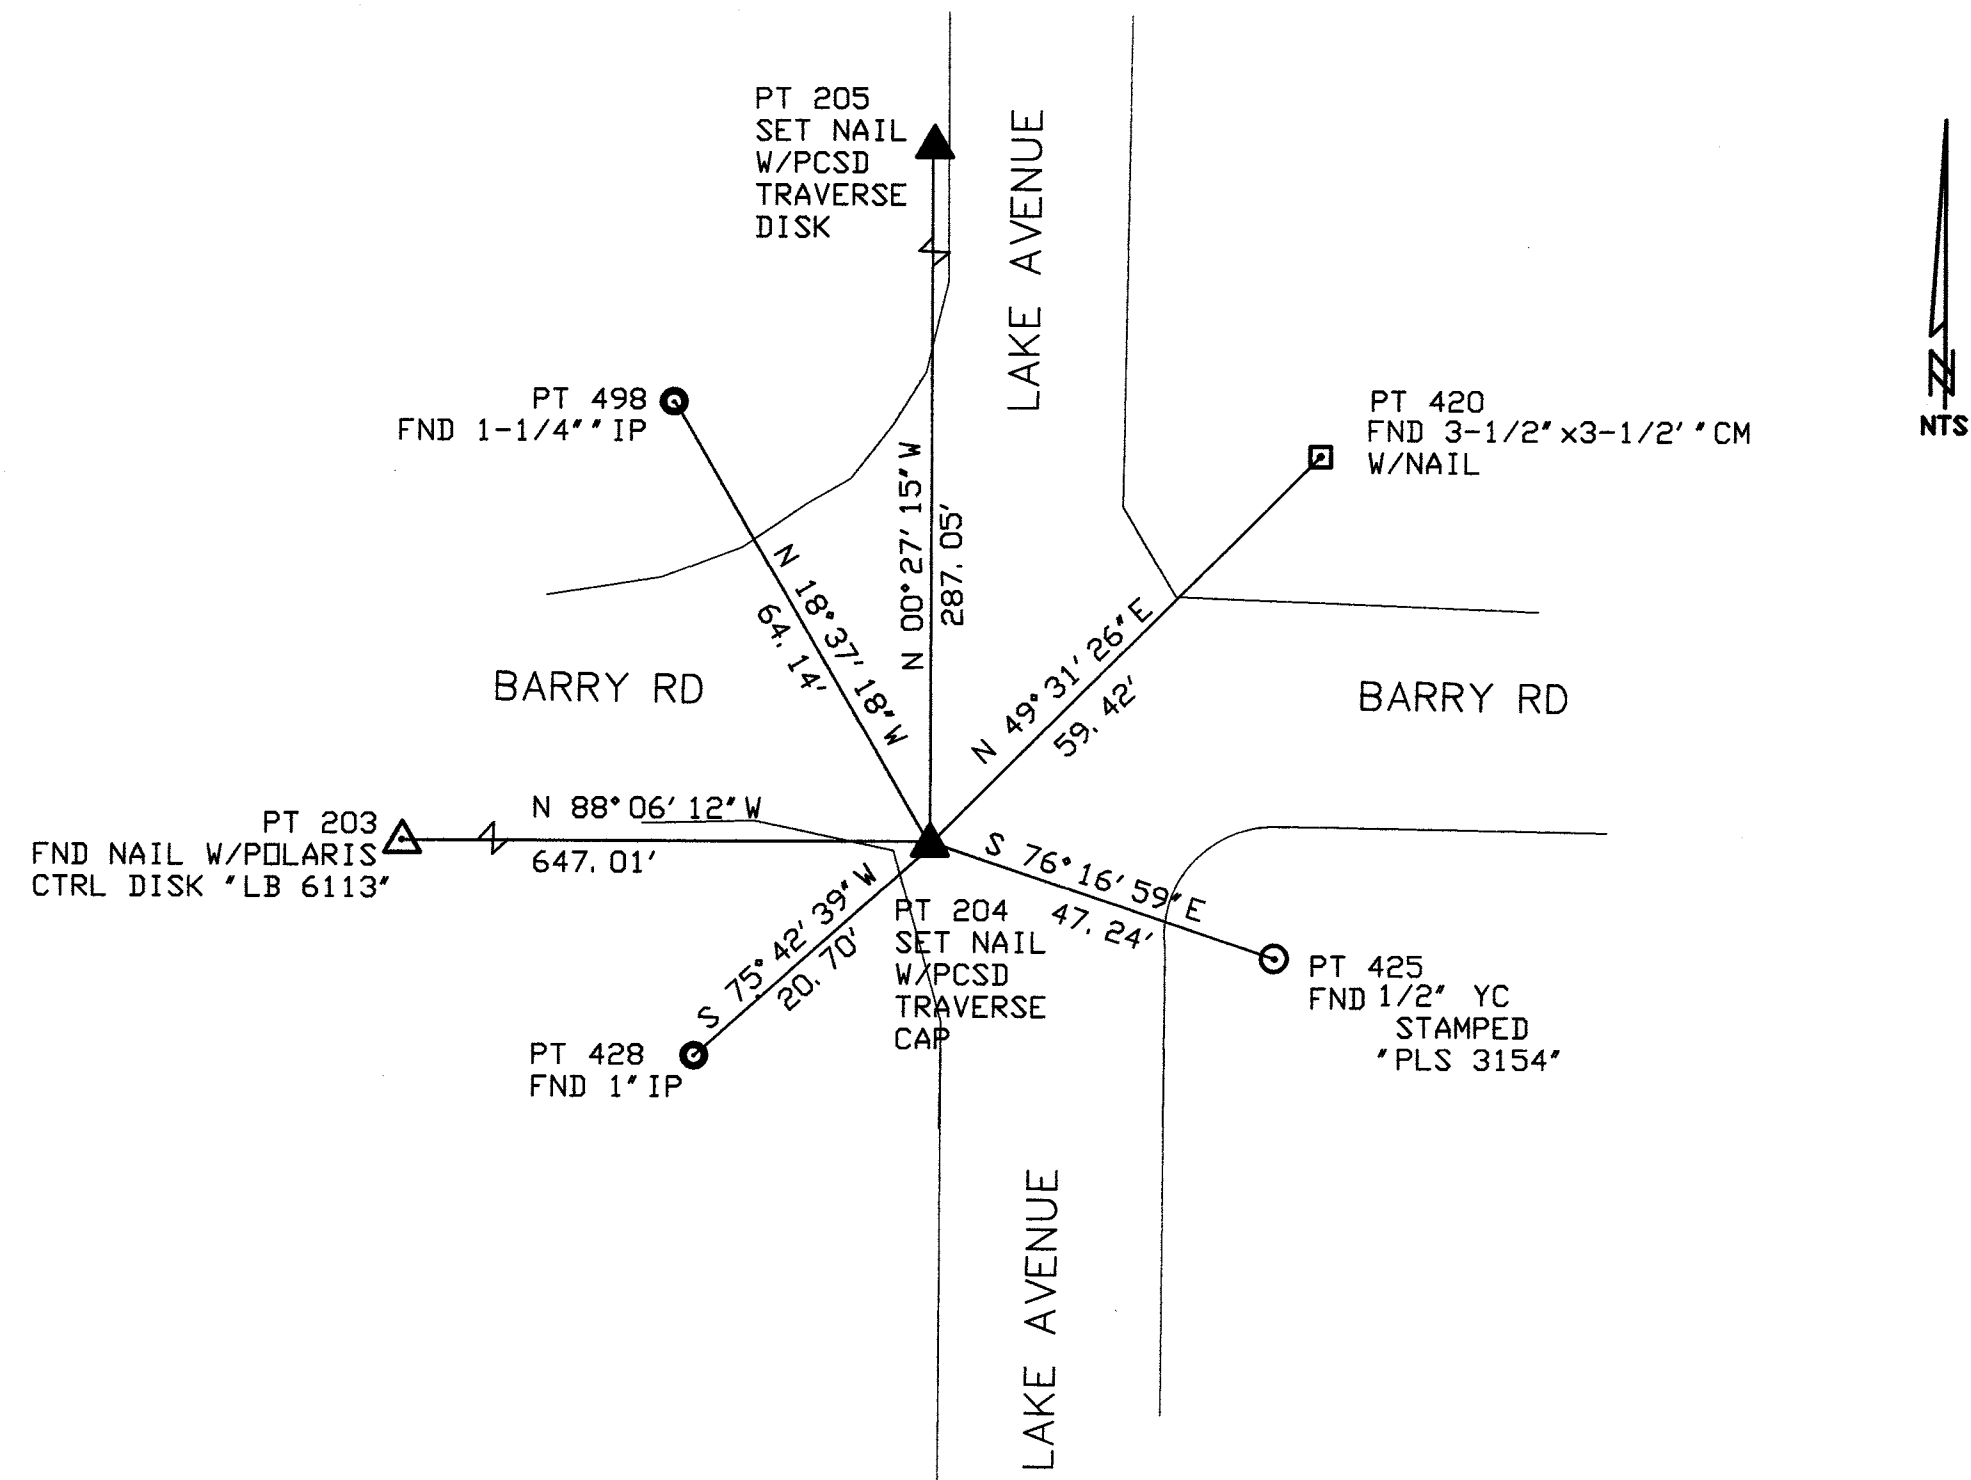 PT 205
SET NAIL
W/PCSD
TRAVERSE
DISK
LAKE AVENUE
NTS
PT 498
FND 1-1/4""IP
PT 420
FND 3-1/2"x3-1/2'"CM
W/NAIL
N 00°27'15"W
287.05'
N 18°37'18"W
64.14'
N 49°31'26"E
59.42'
BARRY RD
BARRY RD
PT 203
FND NAIL W/POLARIS
CTRL DISK "LB 6113"
N 88°06'12"W
647.01'
S 76°16'59"E
47.24'
S 75°42'39"W
20.70'
PT 204
SET NAIL
W/PCSD
TRAVERSE
CAP
PT 425
FND 1/2" YC
STAMPED
"PLS 3154"
PT 428
FND 1"IP
LAKE AVENUE